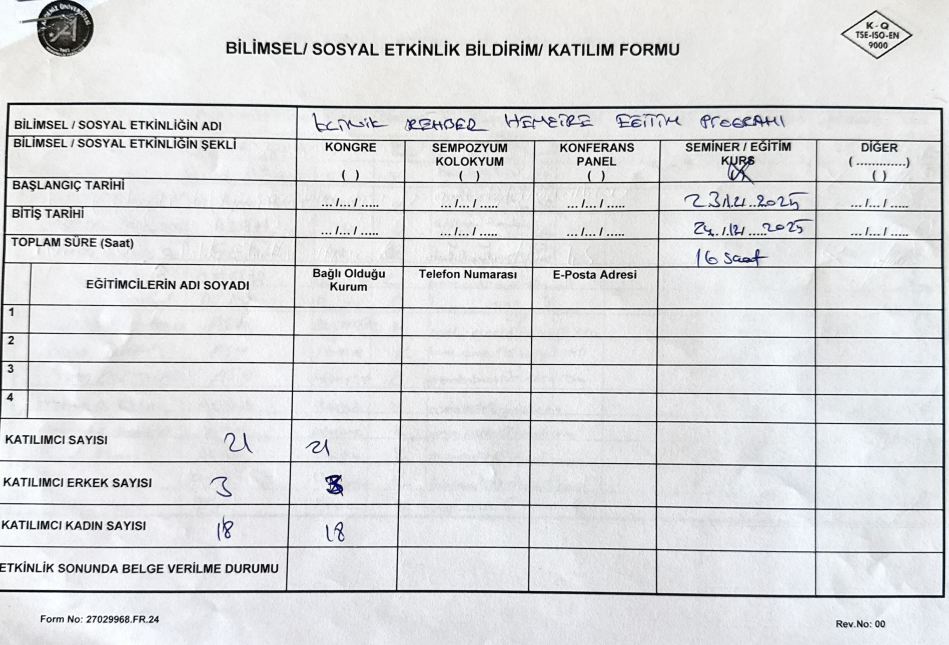 K-Q
TSE-ISO-EN
9000
BİLİMSEL/ SOSYAL ETKİNLİK BİLDİRİM/ KATILIM FORMU
BİLİMSEL / SOSYAL ETKİNLİĞİN ADI KLİNİK REHBER HEMŞİRE EĞİTİM PROGRAMI
BİLİMSEL / SOSYAL ETKİNLİĞİN ŞEKLİ KONGRE ( ) SEMPOZYUM KOLOKYUM ( ) KONFERANS PANEL ( ) SEMİNER / EĞİTİM KURS (X) DİĞER (.............) ( )
BAŞLANGIÇ TARİHİ .../.../..... .../.../..... .../.../..... 23/12/2025 .../.../.....
BİTİŞ TARİHİ .../.../..... .../.../..... .../.../..... 24/12/2025 .../.../.....
TOPLAM SÜRE (Saat) 16 saat
EĞİTİMCİLERİN ADI SOYADI Bağlı Olduğu Kurum Telefon Numarası E-Posta Adresi
1
2
3
4
KATILIMCI SAYISI 21 21
KATILIMCI ERKEK SAYISI 3 3
KATILIMCI KADIN SAYISI 18 18
ETKİNLİK SONUNDA BELGE VERİLME DURUMU
Form No: 27029968.FR.24 Rev.No: 00